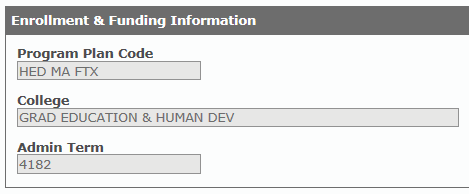 Enrollment & Funding Information
Program Plan Code
HED MA FTX
College
GRAD EDUCATION & HUMAN DEV
Admin Term
4182